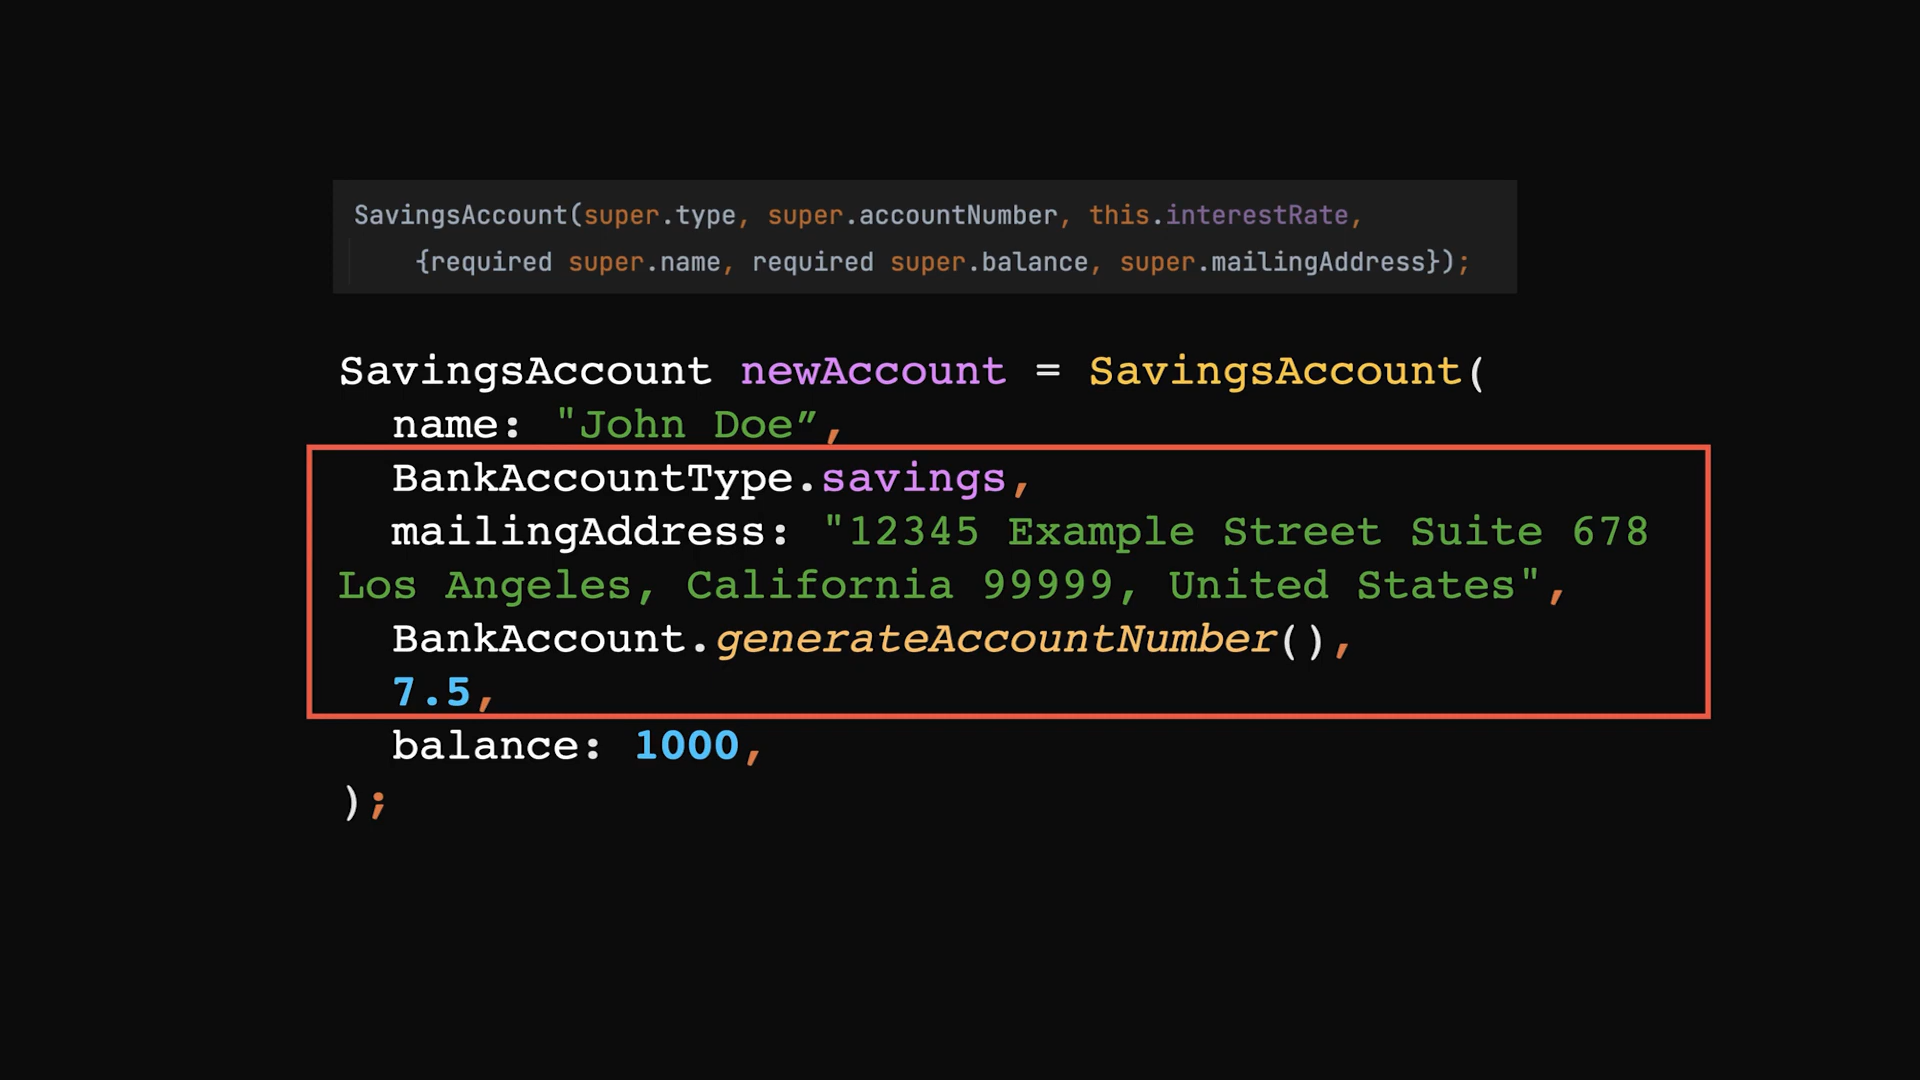 SavingsAccount(super.type, super.accountNumber, this.interestRate,
{required super.name, required super.balance, super.mailingAddress});
SavingsAccount newAccount = SavingsAccount(
name: "John Doe”,
BankAccountType.savings,
mailingAddress: "12345 Example Street Suite 678
Los Angeles, California 99999, United States",
BankAccount.generateAccountNumber(),
7.5,
balance: 1000,
);